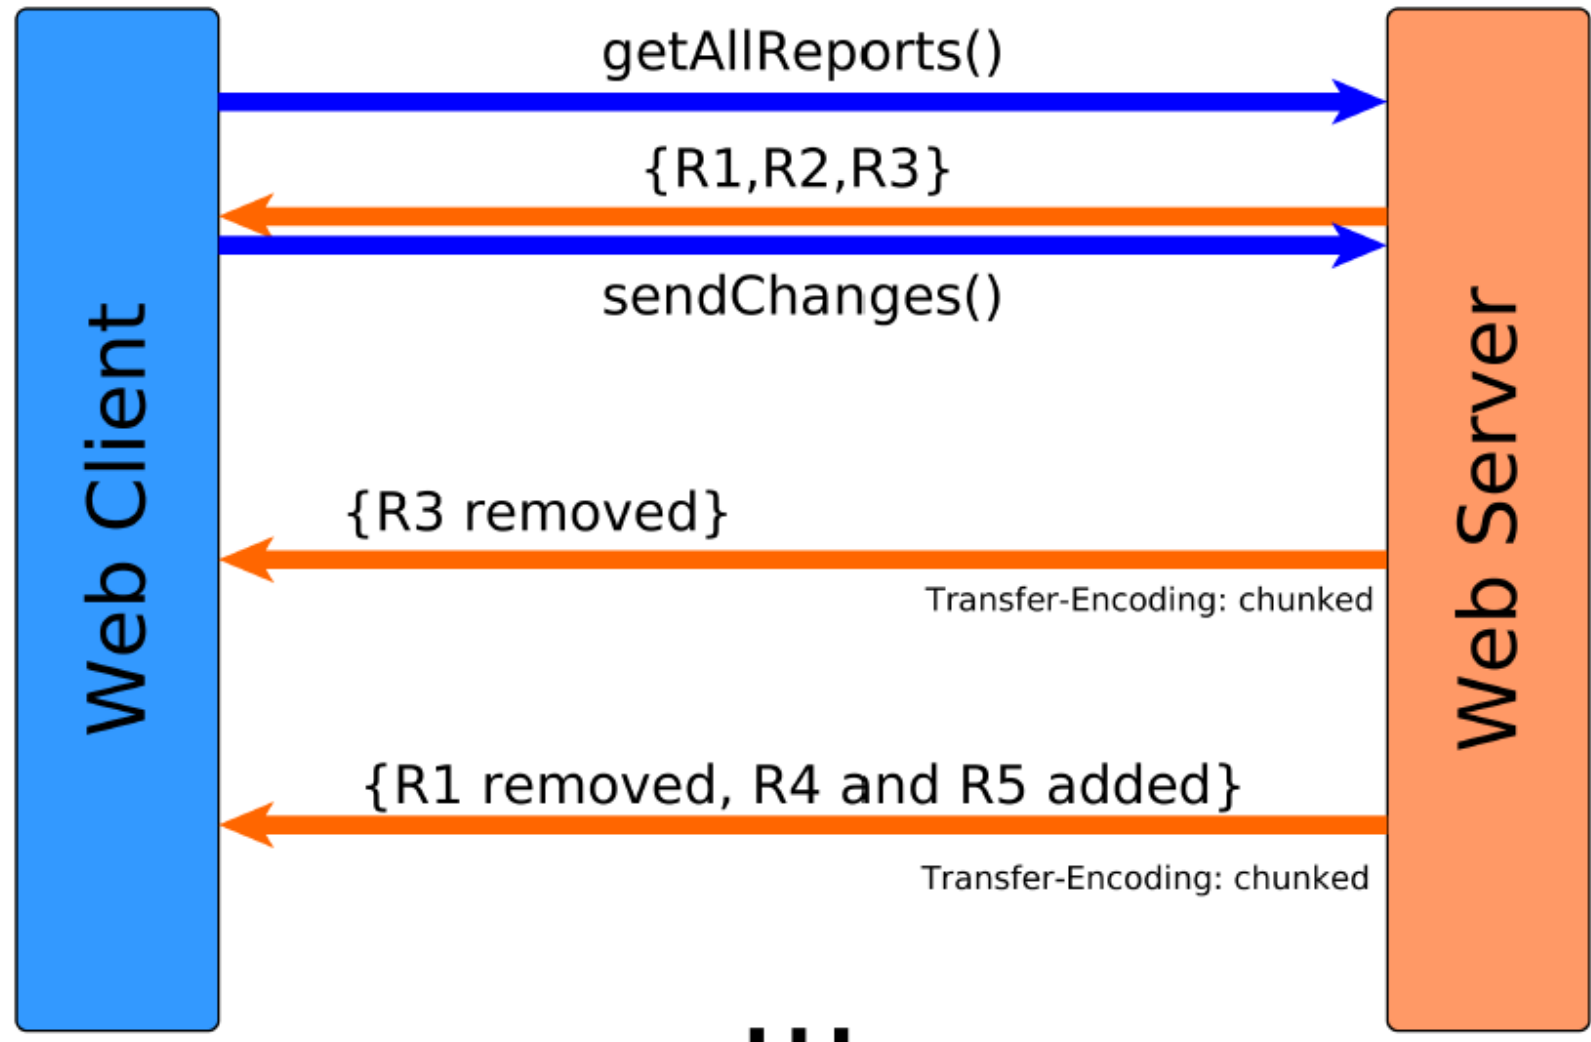 getAllReports()
{R1,R2,R3}
sendChanges()
Web Client
Web Server
{R3 removed}
Transfer-Encoding: chunked
{R1 removed, R4 and R5 added}
Transfer-Encoding: chunked
...